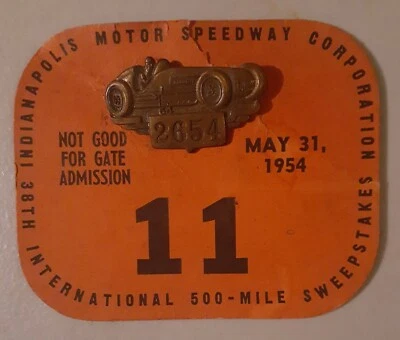 INDIANAPOLIS MOTOR SPEEDWAY CORPORATION
2654
NOT GOOD
FOR GATE
ADMISSION
MAY 31,
1954
11
38TH INTERNATIONAL 500-MILE SWEEPSTAKES